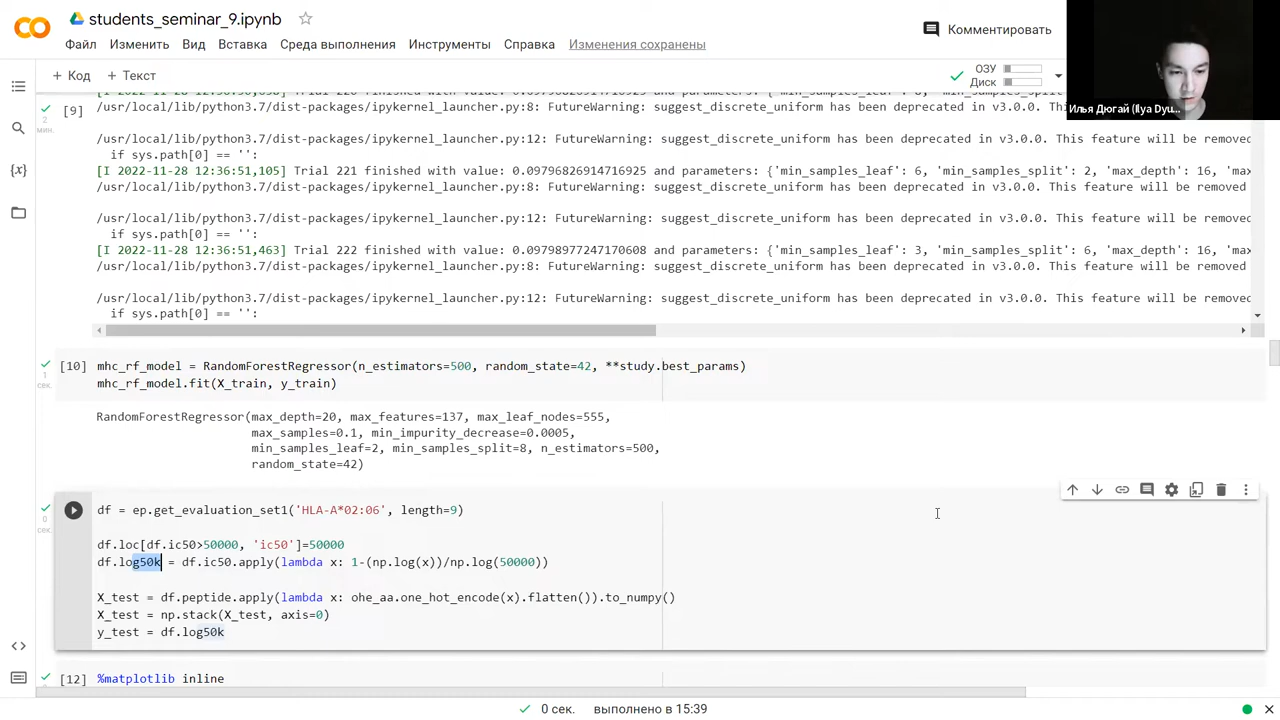 students_seminar_9.ipynb
Файл Изменить Вид Вставка Среда выполнения Инструменты Справка Изменения сохранены
Комментировать
+ Код + Текст
ОЗУ
Диск
Илья Дюгай (Ilya Dyu...
[9]
2
мин.
/usr/local/lib/python3.7/dist-packages/ipykernel_launcher.py:8: FutureWarning: suggest_discrete_uniform has been deprecated in v3.0.0. This feature will be removed
/usr/local/lib/python3.7/dist-packages/ipykernel_launcher.py:12: FutureWarning: suggest_discrete_uniform has been deprecated in v3.0.0. This feature will be removed
if sys.path[0] == '':
[I 2022-11-28 12:36:51,105] Trial 221 finished with value: 0.09796826914716925 and parameters: {'min_samples_leaf': 6, 'min_samples_split': 2, 'max_depth': 16, 'max
/usr/local/lib/python3.7/dist-packages/ipykernel_launcher.py:8: FutureWarning: suggest_discrete_uniform has been deprecated in v3.0.0. This feature will be removed
/usr/local/lib/python3.7/dist-packages/ipykernel_launcher.py:12: FutureWarning: suggest_discrete_uniform has been deprecated in v3.0.0. This feature will be removed
if sys.path[0] == '':
[I 2022-11-28 12:36:51,463] Trial 222 finished with value: 0.09798977247170608 and parameters: {'min_samples_leaf': 3, 'min_samples_split': 6, 'max_depth': 16, 'max
/usr/local/lib/python3.7/dist-packages/ipykernel_launcher.py:8: FutureWarning: suggest_discrete_uniform has been deprecated in v3.0.0. This feature will be removed
/usr/local/lib/python3.7/dist-packages/ipykernel_launcher.py:12: FutureWarning: suggest_discrete_uniform has been deprecated in v3.0.0. This feature will be removed
if sys.path[0] == '':
[10] mhc_rf_model = RandomForestRegressor(n_estimators=500, random_state=42, **study.best_params)
1
сек.
mhc_rf_model.fit(X_train, y_train)
RandomForestRegressor(max_depth=20, max_features=137, max_leaf_nodes=555,
max_samples=0.1, min_impurity_decrease=0.0005,
min_samples_leaf=2, min_samples_split=8, n_estimators=500,
random_state=42)
0
сек.
df = ep.get_evaluation_set1('HLA-A*02:06', length=9)
df.loc[df.ic50>50000, 'ic50']=50000
df.log50k = df.ic50.apply(lambda x: 1-(np.log(x))/np.log(50000))
X_test = df.peptide.apply(lambda x: ohe_aa.one_hot_encode(x).flatten()).to_numpy()
X_test = np.stack(X_test, axis=0)
y_test = df.log50k
[12] %matplotlib inline
0 сек. выполнено в 15:39